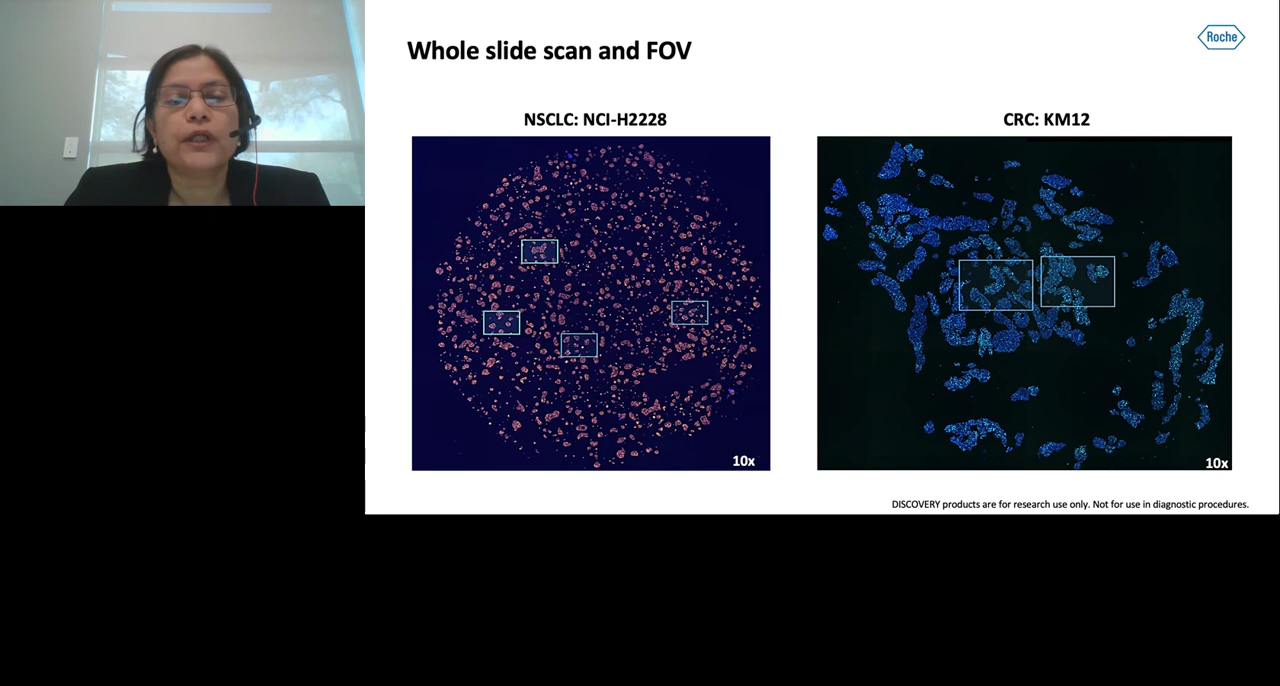 Whole slide scan and FOV
Roche
NSCLC: NCI-H2228
CRC: KM12
10x
10x
DISCOVERY products are for research use only. Not for use in diagnostic procedures.